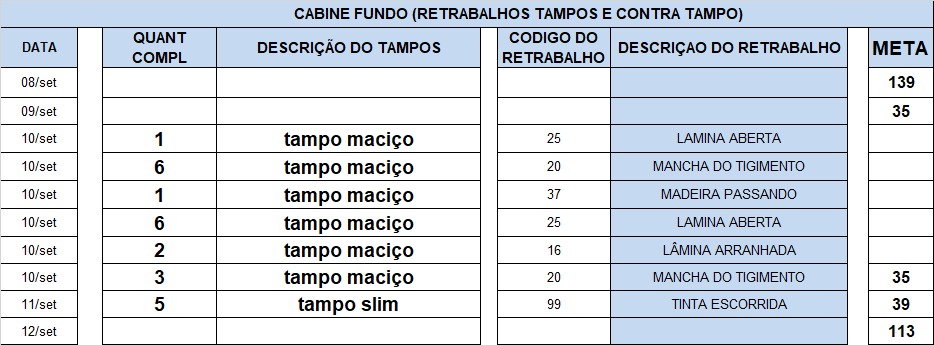 CABINE FUNDO (RETRABALHOS TAMPOS E CONTRA TAMPO)
DATA QUANT COMPL DESCRIÇÃO DO TAMPOS CODIGO DO RETRABALHO DESCRIÇAO DO RETRABALHO META
08/set 139
09/set 35
10/set 1 tampo maciço 25 LAMINA ABERTA
10/set 6 tampo maciço 20 MANCHA DO TIGIMENTO
10/set 1 tampo maciço 37 MADEIRA PASSANDO
10/set 6 tampo maciço 25 LAMINA ABERTA
10/set 2 tampo maciço 16 LÂMINA ARRANHADA
10/set 3 tampo maciço 20 MANCHA DO TIGIMENTO 35
11/set 5 tampo slim 99 TINTA ESCORRIDA 39
12/set 113